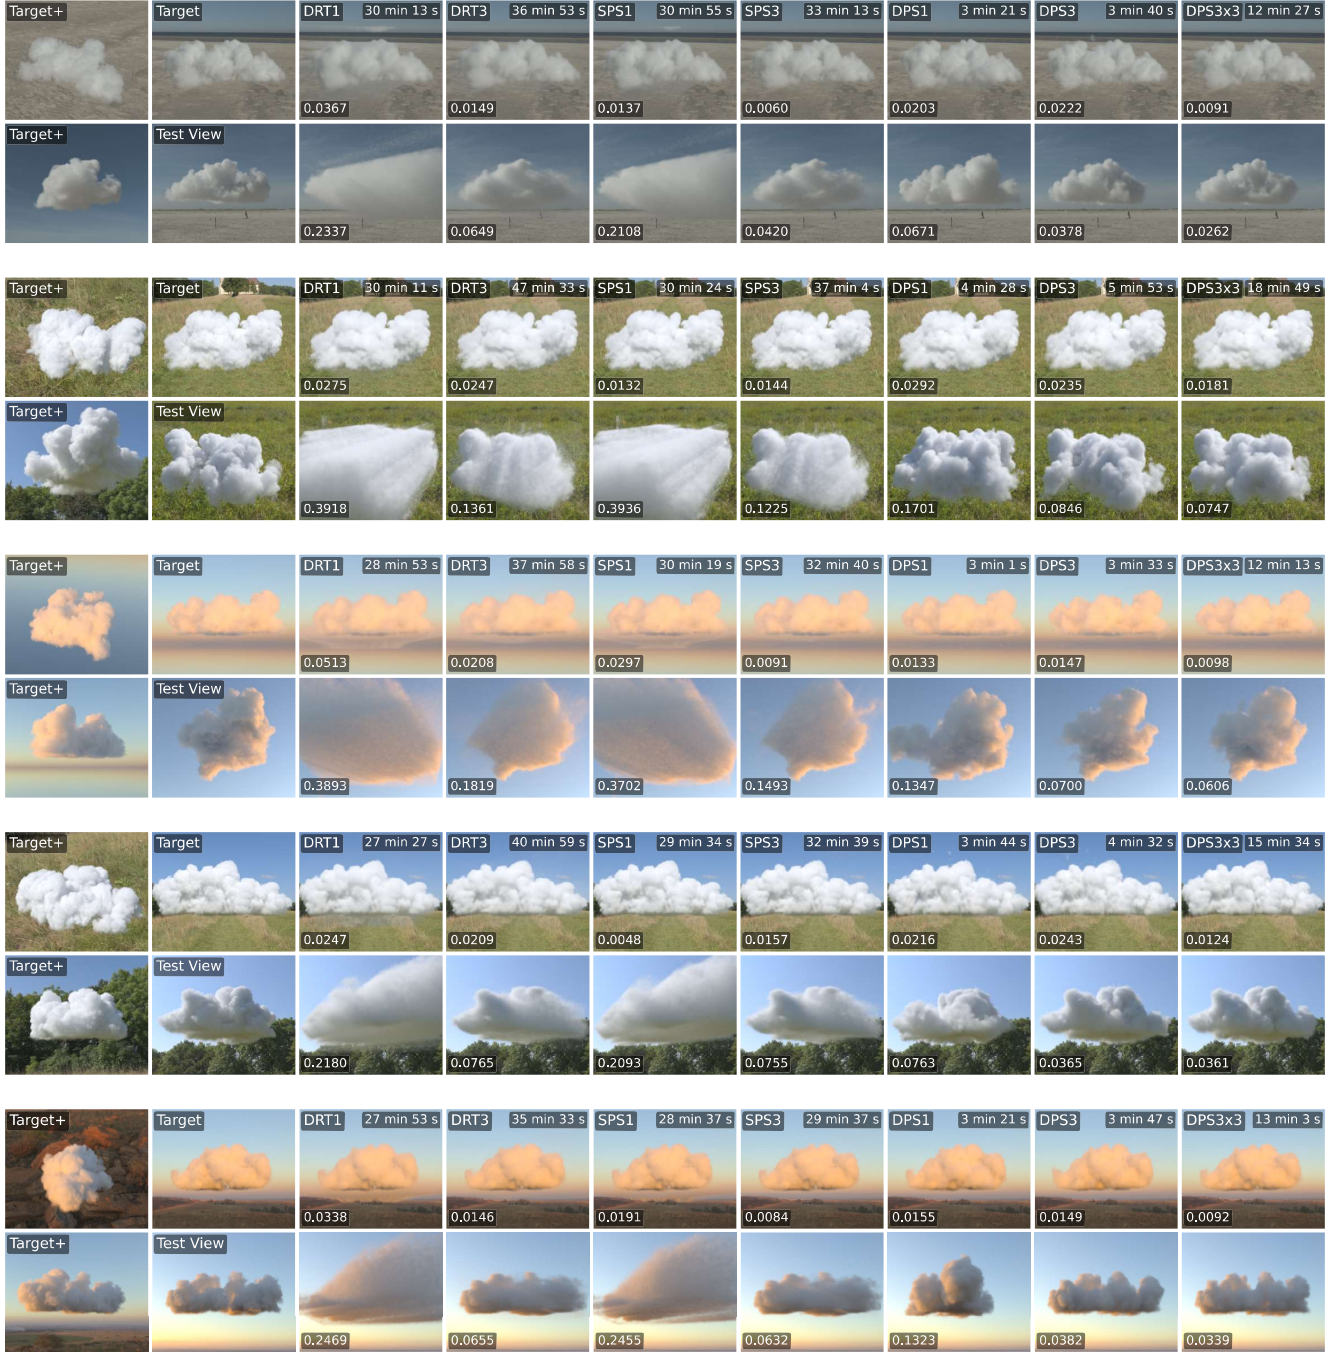 Target+ Target DRT1 30 min 13 s DRT3 36 min 53 s SPS1 30 min 55 s SPS3 33 min 13 s DPS1 3 min 21 s DPS3 3 min 40 s DPS3x3 12 min 27 s
0.0367 0.0149 0.0137 0.0060 0.0203 0.0222 0.0091
Target+ Test View
0.2337 0.0649 0.2108 0.0420 0.0671 0.0378 0.0262
Target+ Target DRT1 30 min 11 s DRT3 47 min 33 s SPS1 30 min 24 s SPS3 37 min 4 s DPS1 4 min 28 s DPS3 5 min 53 s DPS3x3 18 min 49 s
0.0275 0.0247 0.0132 0.0144 0.0292 0.0235 0.0181
Target+ Test View
0.3918 0.1361 0.3936 0.1225 0.1701 0.0846 0.0747
Target+ Target DRT1 28 min 53 s DRT3 37 min 58 s SPS1 30 min 19 s SPS3 32 min 40 s DPS1 3 min 1 s DPS3 3 min 33 s DPS3x3 12 min 13 s
0.0513 0.0208 0.0297 0.0091 0.0133 0.0147 0.0098
Target+ Test View
0.3893 0.1819 0.3702 0.1493 0.1347 0.0700 0.0606
Target+ Target DRT1 27 min 27 s DRT3 40 min 59 s SPS1 29 min 34 s SPS3 32 min 39 s DPS1 3 min 44 s DPS3 4 min 32 s DPS3x3 15 min 34 s
0.0247 0.0209 0.0048 0.0157 0.0216 0.0243 0.0124
Target+ Test View
0.2180 0.0765 0.2093 0.0755 0.0763 0.0365 0.0361
Target+ Target DRT1 27 min 53 s DRT3 35 min 33 s SPS1 28 min 37 s SPS3 29 min 37 s DPS1 3 min 21 s DPS3 3 min 47 s DPS3x3 13 min 3 s
0.0338 0.0146 0.0191 0.0084 0.0155 0.0149 0.0092
Target+ Test View
0.2469 0.0655 0.2455 0.0632 0.1323 0.0382 0.0339